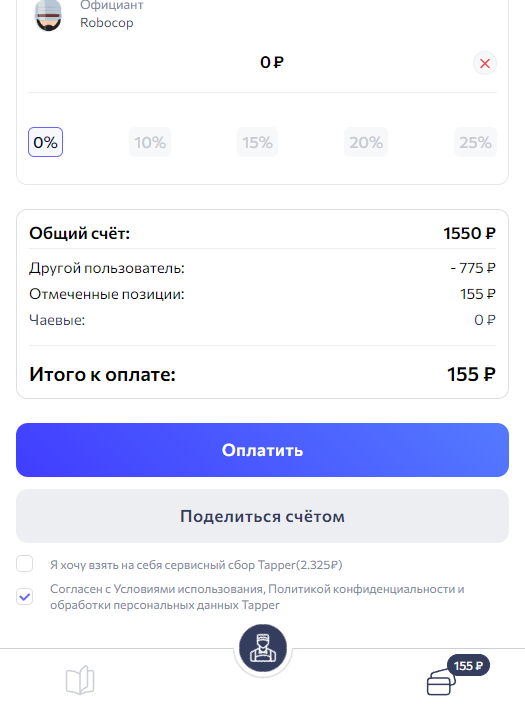 Официант
Robocop
0 ₽
0%
10%
15%
20%
25%
Общий счёт: 1550 ₽
Другой пользователь: - 775 ₽
Отмеченные позиции: 155 ₽
Чаевые: 0 ₽
Итого к оплате: 155 ₽
Оплатить
Поделиться счётом
Я хочу взять на себя сервисный сбор Tapper(2.325₽)
Согласен с Условиями использования, Политикой конфиденциальности и
обработки персональных данных Tapper
155 ₽